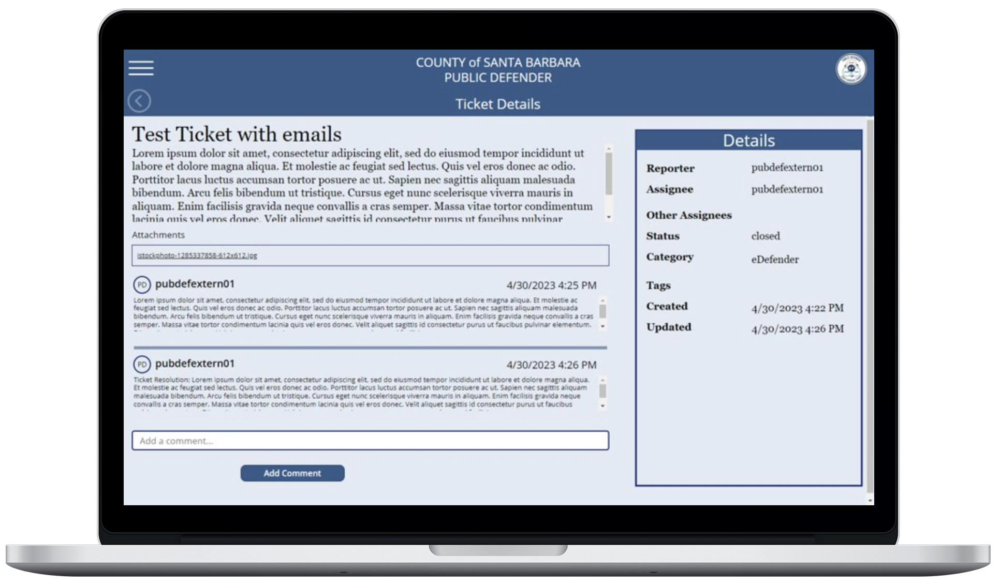 COUNTY of SANTA BARBARA
PUBLIC DEFENDER
Ticket Details
Test Ticket with emails
Lorem ipsum dolor sit amet, consectetur adipiscing elit, sed do eiusmod tempor incididunt ut
labore et dolore magna aliqua. Et molestie ac feugiat sed lectus. Quis vel eros donec ac odio.
Porttitor lacus luctus accumsan tortor posuere ac ut. Sapien nec sagittis aliquam malesuada
bibendum. Arcu felis bibendum ut tristique. Cursus eget nunc scelerisque viverra mauris in
aliquam. Enim facilisis gravida neque convallis a cras semper. Massa vitae tortor condimentum
lacinia quis vel eros donec. Velit aliquet sagittis id consectetur purus ut faucibus pulvinar
Attachments
istockphoto-1285337858-612x612.jpg
PD pubdefextern01 4/30/2023 4:25 PM
Lorem ipsum dolor sit amet, consectetur adipiscing elit, sed do eiusmod tempor incididunt ut labore et dolore magna aliqua. Et molestie ac
feugiat sed lectus. Quis vel eros donec ac odio. Porttitor lacus luctus accumsan tortor posuere ac ut. Sapien nec sagittis aliquam malesuada
bibendum. Arcu felis bibendum ut tristique. Cursus eget nunc scelerisque viverra mauris in aliquam. Enim facilisis gravida neque convallis a cras
semper. Massa vitae tortor condimentum lacinia quis vel eros donec. Velit aliquet sagittis id consectetur purus ut faucibus pulvinar elementum.
PD pubdefextern01 4/30/2023 4:26 PM
Ticket Resolution: Lorem ipsum dolor sit amet, consectetur adipiscing elit, sed do eiusmod tempor incididunt ut labore et dolore magna aliqua.
Et molestie ac feugiat sed lectus. Quis vel eros donec ac odio. Porttitor lacus luctus accumsan tortor posuere ac ut. Sapien nec sagittis aliquam
malesuada bibendum. Arcu felis bibendum ut tristique. Cursus eget nunc scelerisque viverra mauris in aliquam. Enim facilisis gravida neque
convallis a cras semper. Massa vitae tortor condimentum lacinia quis vel eros donec. Velit aliquet sagittis id consectetur purus ut faucibus
Add a comment...
Add Comment
Details
Reporter pubdefextern01
Assignee pubdefextern01
Other Assignees
Status closed
Category eDefender
Tags
Created 4/30/2023 4:22 PM
Updated 4/30/2023 4:26 PM